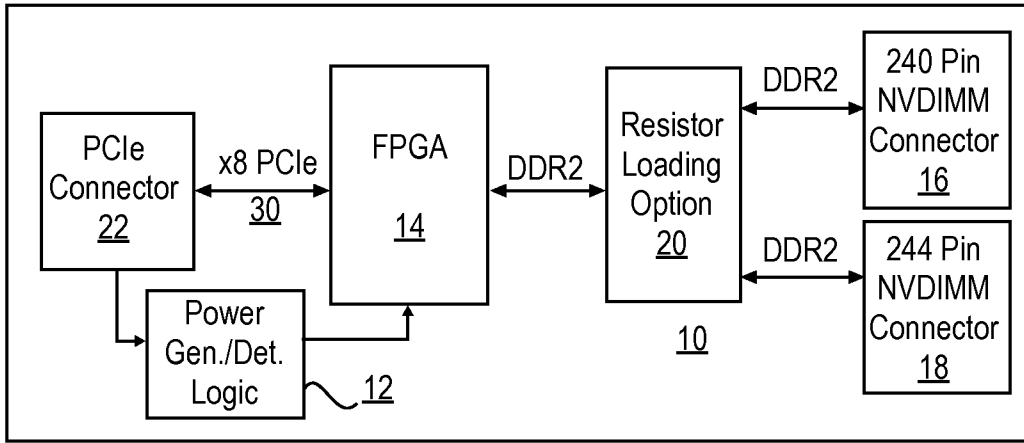 PCIe
Connector
22
x8 PCIe
30
FPGA
14
Power
Gen./Det.
Logic
12
DDR2
Resistor
Loading
Option
20
10
DDR2
240 Pin
NVDIMM
Connector
16
DDR2
244 Pin
NVDIMM
Connector
18